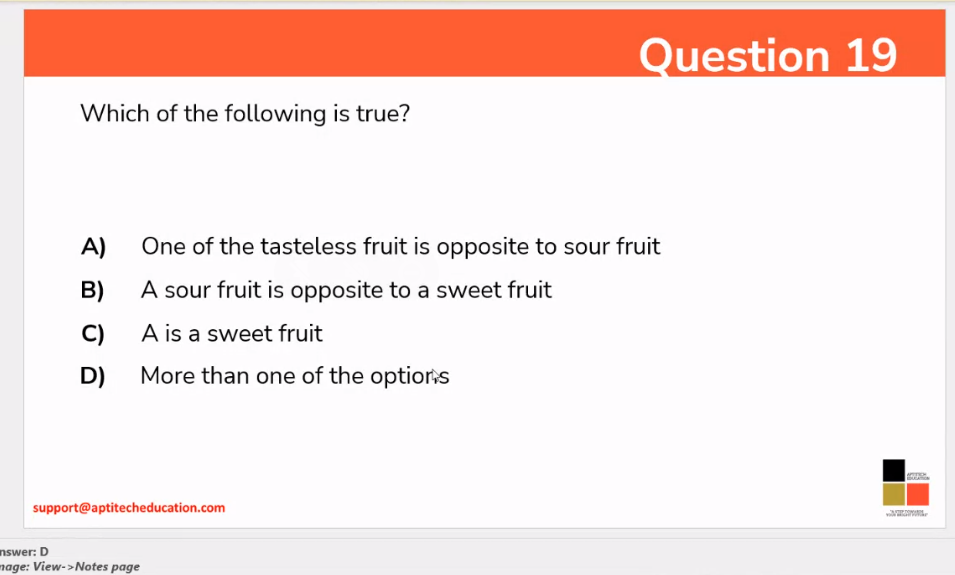 Question 19
Which of the following is true?
A) One of the tasteless fruit is opposite to sour fruit
B) A sour fruit is opposite to a sweet fruit
C) A is a sweet fruit
D) More than one of the options
APTITECH
EDUCATION
"A STEP TOWARDS
YOUR BRIGHT FUTURE"
support@aptitecheducation.com
nswer: D
mage: View->Notes page